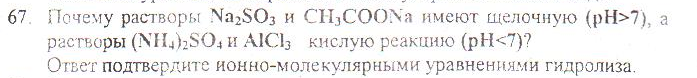 67. Почему растворы Na₂SO₃ и CH₃COONa имеют щелочную (pH>7), а
растворы (NH₄)₂SO₄ и AlCl₃ кислую реакцию (pH<7)?
Ответ подтвердите ионно-молекулярными уравнениями гидролиза.